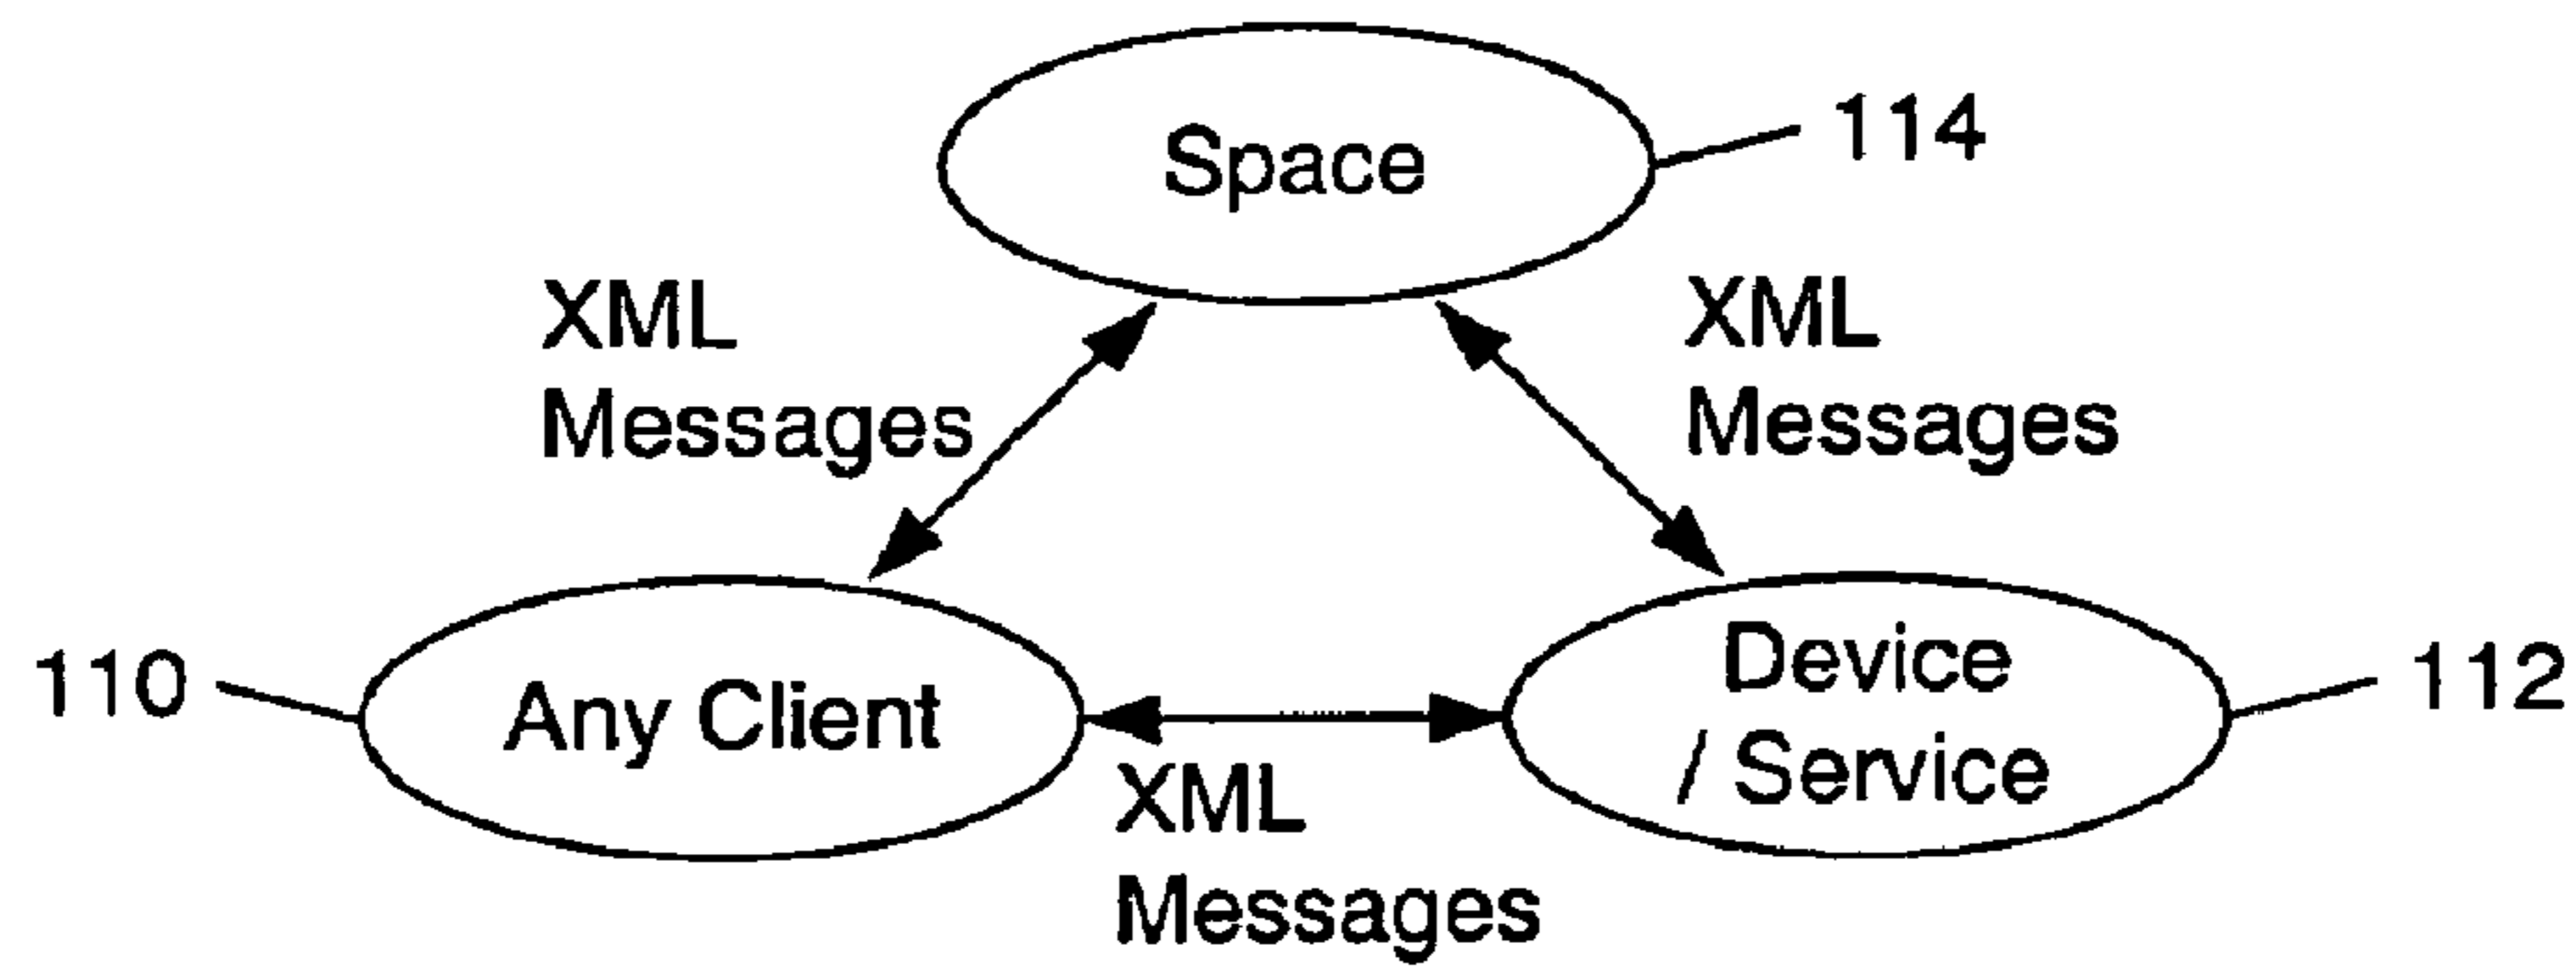 Space
114
XML
Messages
XML
Messages
110
Any Client
Device
/ Service
112
XML
Messages